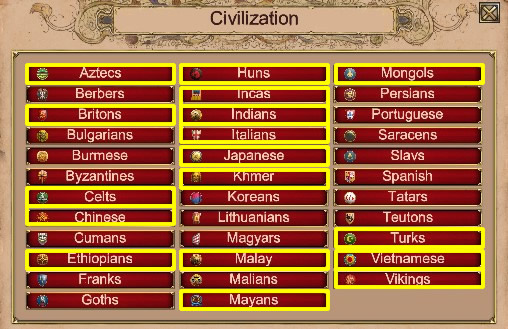 Civilization
Aztecs
Berbers
Britons
Bulgarians
Burmese
Byzantines
Celts
Chinese
Cumans
Ethiopians
Franks
Goths
Huns
Incas
Indians
Italians
Japanese
Khmer
Koreans
Lithuanians
Magyars
Malay
Malians
Mayans
Mongols
Persians
Portuguese
Saracens
Slavs
Spanish
Tatars
Teutons
Turks
Vietnamese
Vikings